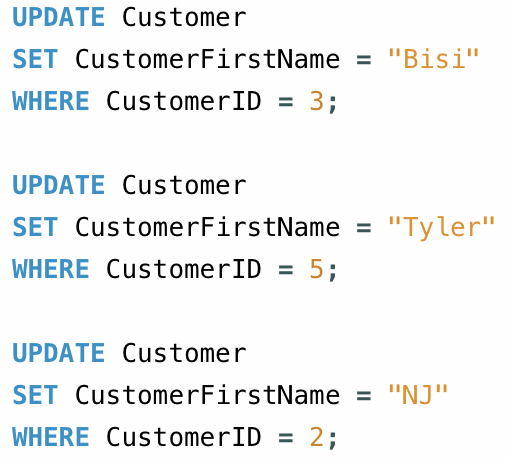 UPDATE Customer
SET CustomerFirstName = "Bisi"
WHERE CustomerID = 3;

UPDATE Customer
SET CustomerFirstName = "Tyler"
WHERE CustomerID = 5;

UPDATE Customer
SET CustomerFirstName = "NJ"
WHERE CustomerID = 2;